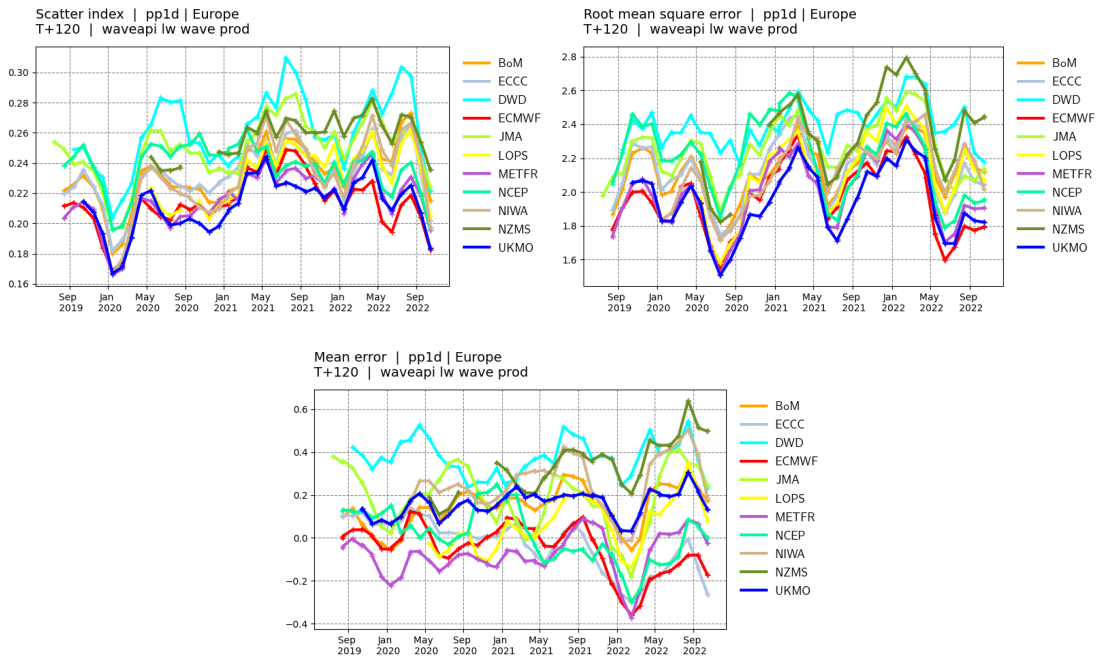 Scatter index | pp1d | Europe
T+120 | waveapi lw wave prod
0.30
0.28
0.26
0.24
0.22
0.20
0.18
0.16
Sep Jan May Sep Jan May Sep Jan May Sep
2019 2020 2020 2020 2021 2021 2021 2022 2022 2022
BoM
ECCC
DWD
ECMWF
JMA
LOPS
METFR
NCEP
NIWA
NZMS
UKMO
Root mean square error | pp1d | Europe
T+120 | waveapi lw wave prod
2.8
2.6
2.4
2.2
2.0
1.8
1.6
Sep Jan May Sep Jan May Sep Jan May Sep
2019 2020 2020 2020 2021 2021 2021 2022 2022 2022
BoM
ECCC
DWD
ECMWF
JMA
LOPS
METFR
NCEP
NIWA
NZMS
UKMO
Mean error | pp1d | Europe
T+120 | waveapi lw wave prod
0.6
0.4
0.2
0.0
−0.2
−0.4
Sep Jan May Sep Jan May Sep Jan May Sep
2019 2020 2020 2020 2021 2021 2021 2022 2022 2022
BoM
ECCC
DWD
ECMWF
JMA
LOPS
METFR
NCEP
NIWA
NZMS
UKMO